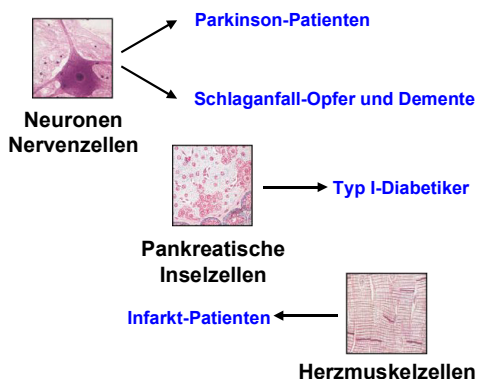 Parkinson-Patienten
Schlaganfall-Opfer und Demente
Neuronen
Nervenzellen
Typ I-Diabetiker
Pankreatische
Inselzellen
Infarkt-Patienten
Herzmuskelzellen